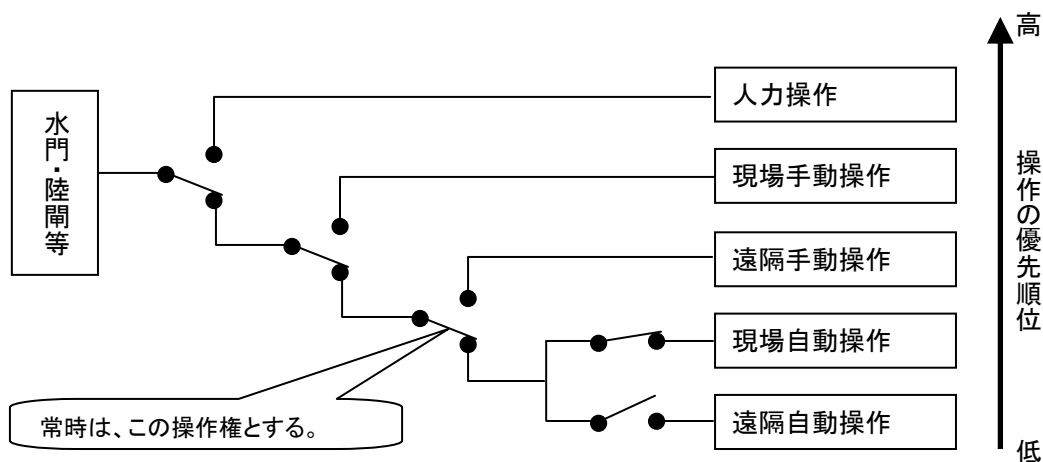 高
人力操作
水門・陸閘等
現場手動操作
操作の優先順位
遠隔手動操作
現場自動操作
常時は、この操作権とする。
遠隔自動操作
低